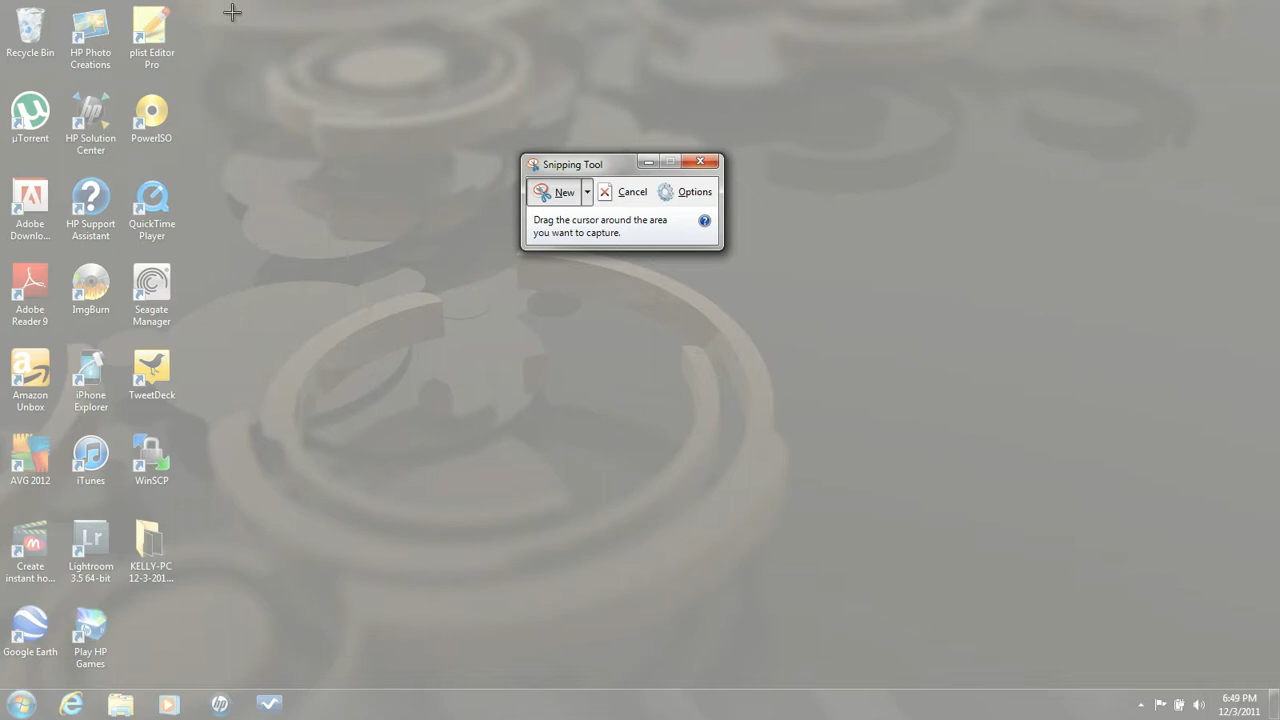 Recycle Bin
HP Photo
Creations
plist Editor
Pro
µTorrent
HP Solution
Center
PowerISO
Adobe
Downlo...
HP Support
Assistant
QuickTime
Player
Adobe
Reader 9
ImgBurn
Seagate
Manager
Amazon
Unbox
iPhone
Explorer
TweetDeck
AVG 2012
iTunes
WinSCP
Create
instant ho...
Lr
Lightroom
3.5 64-bit
KELLY-PC
12-3-201...
Google Earth
Play HP
Games
Snipping Tool
New
Cancel
Options
Drag the cursor around the area
you want to capture.
6:49 PM
12/3/2011